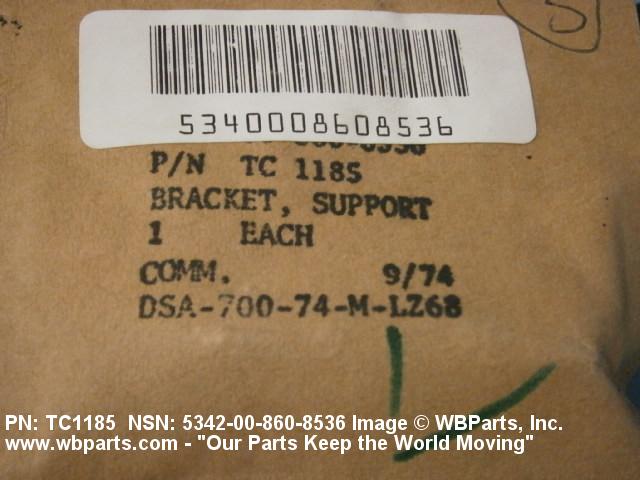 5
5340008608536
P/N TC 1185
BRACKET, SUPPORT
1 EACH
COMM. 9/74
DSA-700-74-M-LZ68
PN: TC1185 NSN: 5342-00-860-8536 Image © WBParts, Inc.
www.wbparts.com - "Our Parts Keep the World Moving"